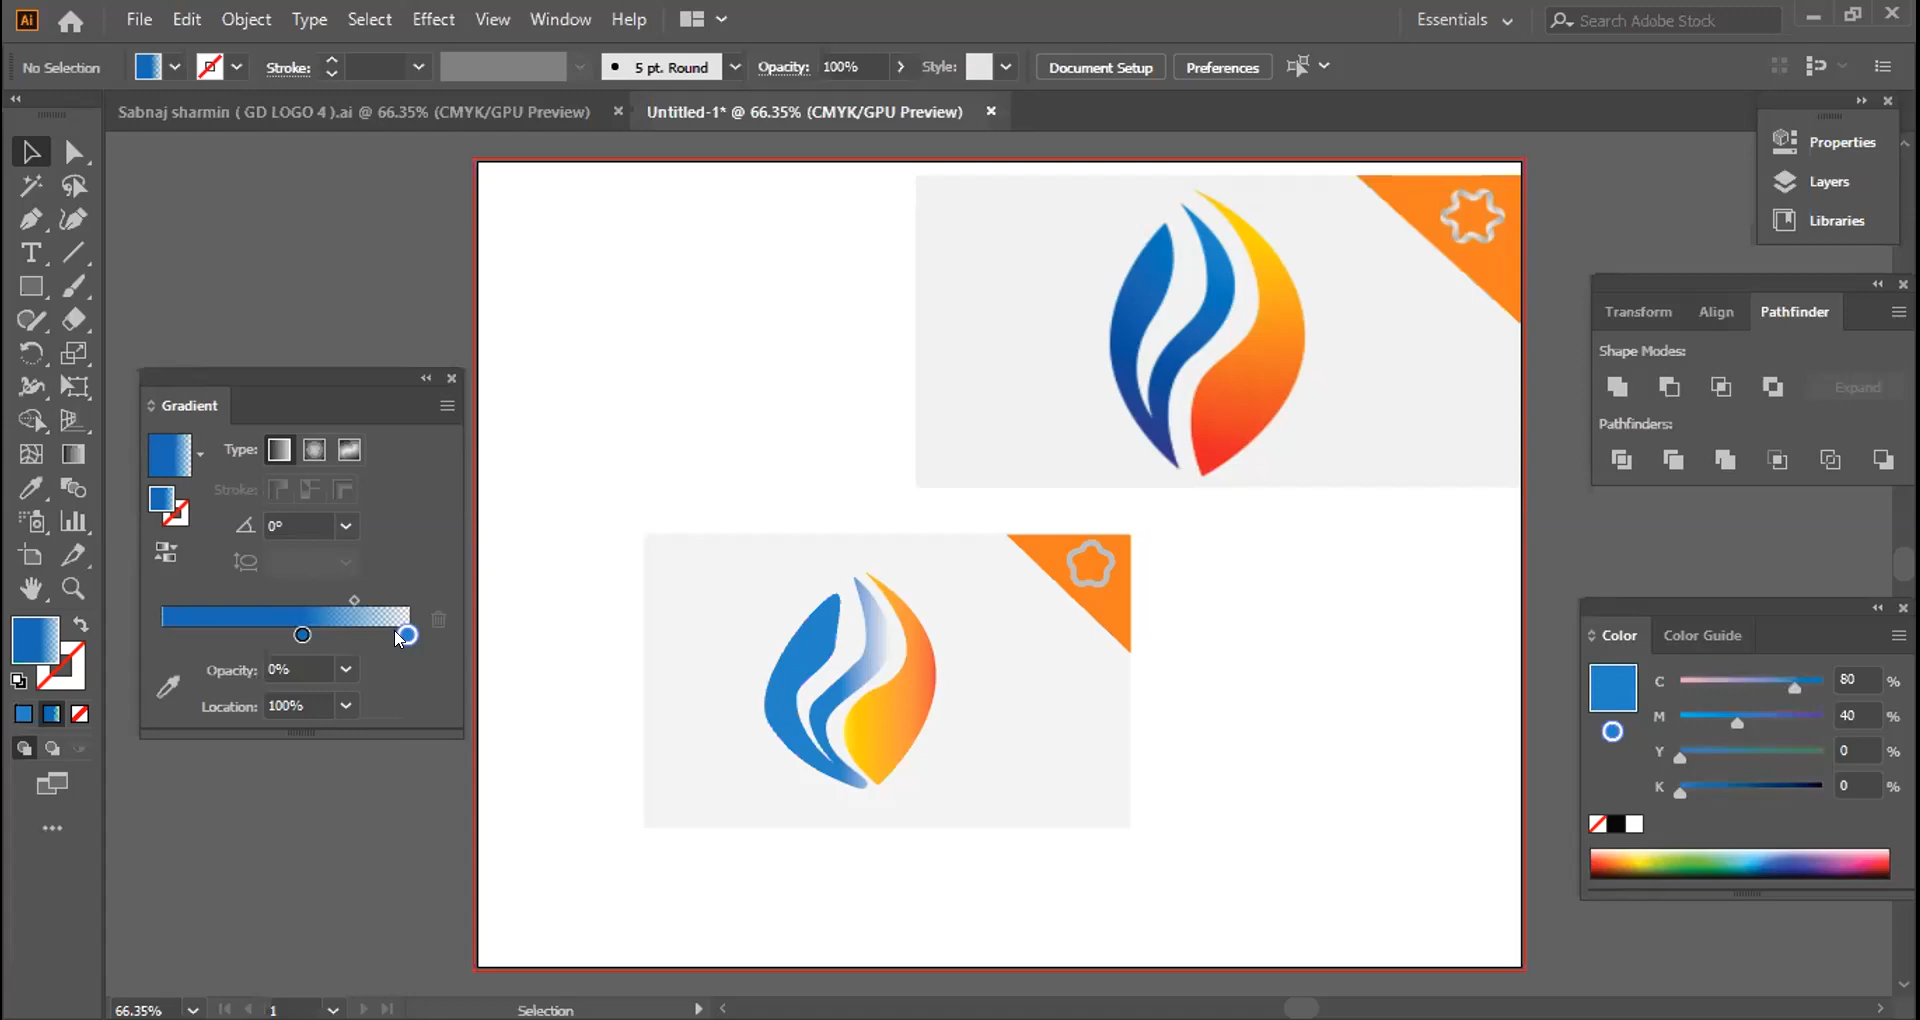 Ai File Edit Object Type Select Effect View Window Help Essentials Search Adobe Stock
No Selection Stroke: 5 pt. Round Opacity: 100% Style: Document Setup Preferences
Sabnaj sharmin ( GD LOGO 4 ).ai @ 66.35% (CMYK/GPU Preview) Untitled-1* @ 66.35% (CMYK/GPU Preview)
Properties
Layers
Libraries
Transform Align Pathfinder
Shape Modes:
Expand
Pathfinders:
Gradient
Type:
Stroke:
0°
Opacity: 0%
Location: 100%
Color Color Guide
C 80 %
M 40 %
Y 0 %
K 0 %
66.35% 1 Selection